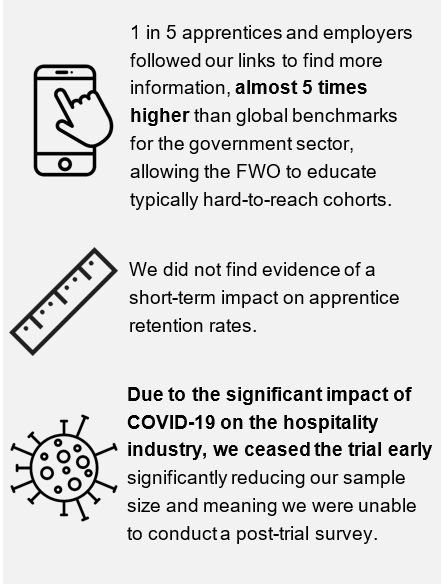 1 in 5 apprentices and employers
followed our links to find more
information, almost 5 times
higher than global benchmarks
for the government sector,
allowing the FWO to educate
typically hard-to-reach cohorts.
We did not find evidence of a
short-term impact on apprentice
retention rates.
Due to the significant impact of
COVID-19 on the hospitality
industry, we ceased the trial early
significantly reducing our sample
size and meaning we were unable
to conduct a post-trial survey.